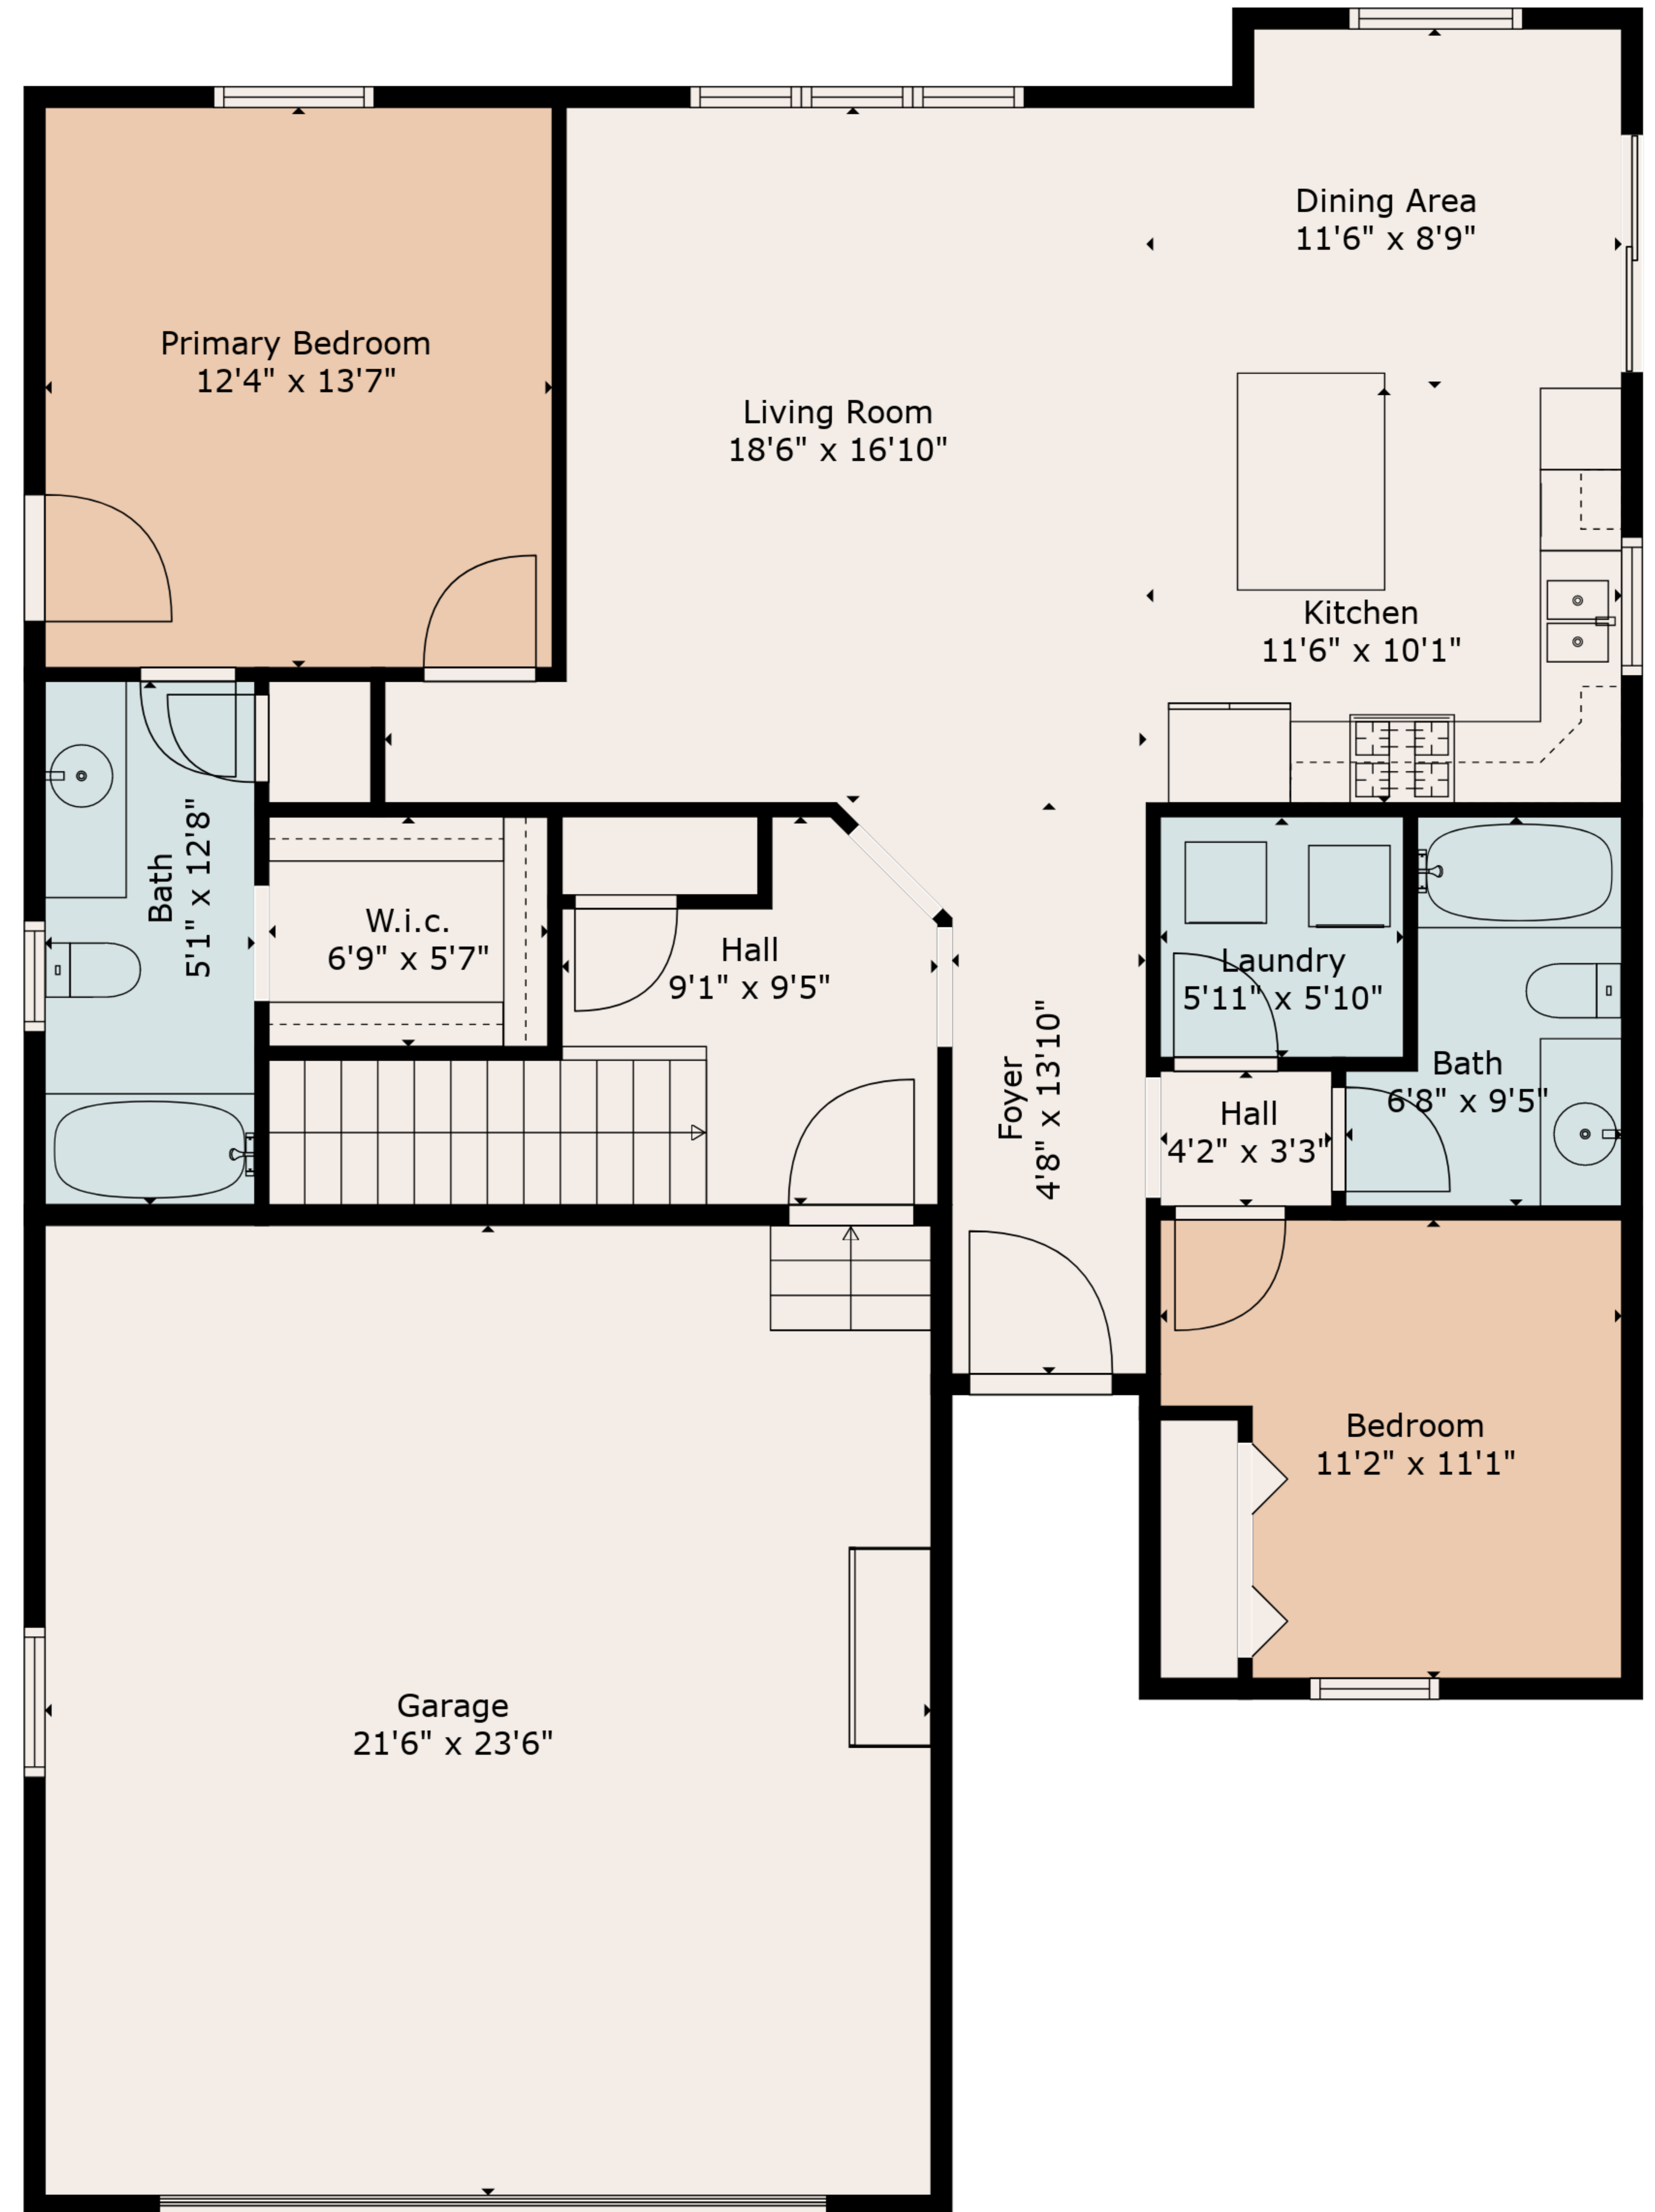 Dining Area
11'6" x 8'9"
Primary Bedroom
12'4" x 13'7"
Living Room
18'6" x 16'10"
Kitchen
11'6" x 10'1"
Bath
5'1" x 12'8"
W.i.c.
6'9" x 5'7"
Hall
9'1" x 9'5"
Foyer
4'8" x 13'10"
Laundry
5'11" x 5'10"
Bath
6'8" x 9'5"
Hall
4'2" x 3'3"
Bedroom
11'2" x 11'1"
Garage
21'6" x 23'6"